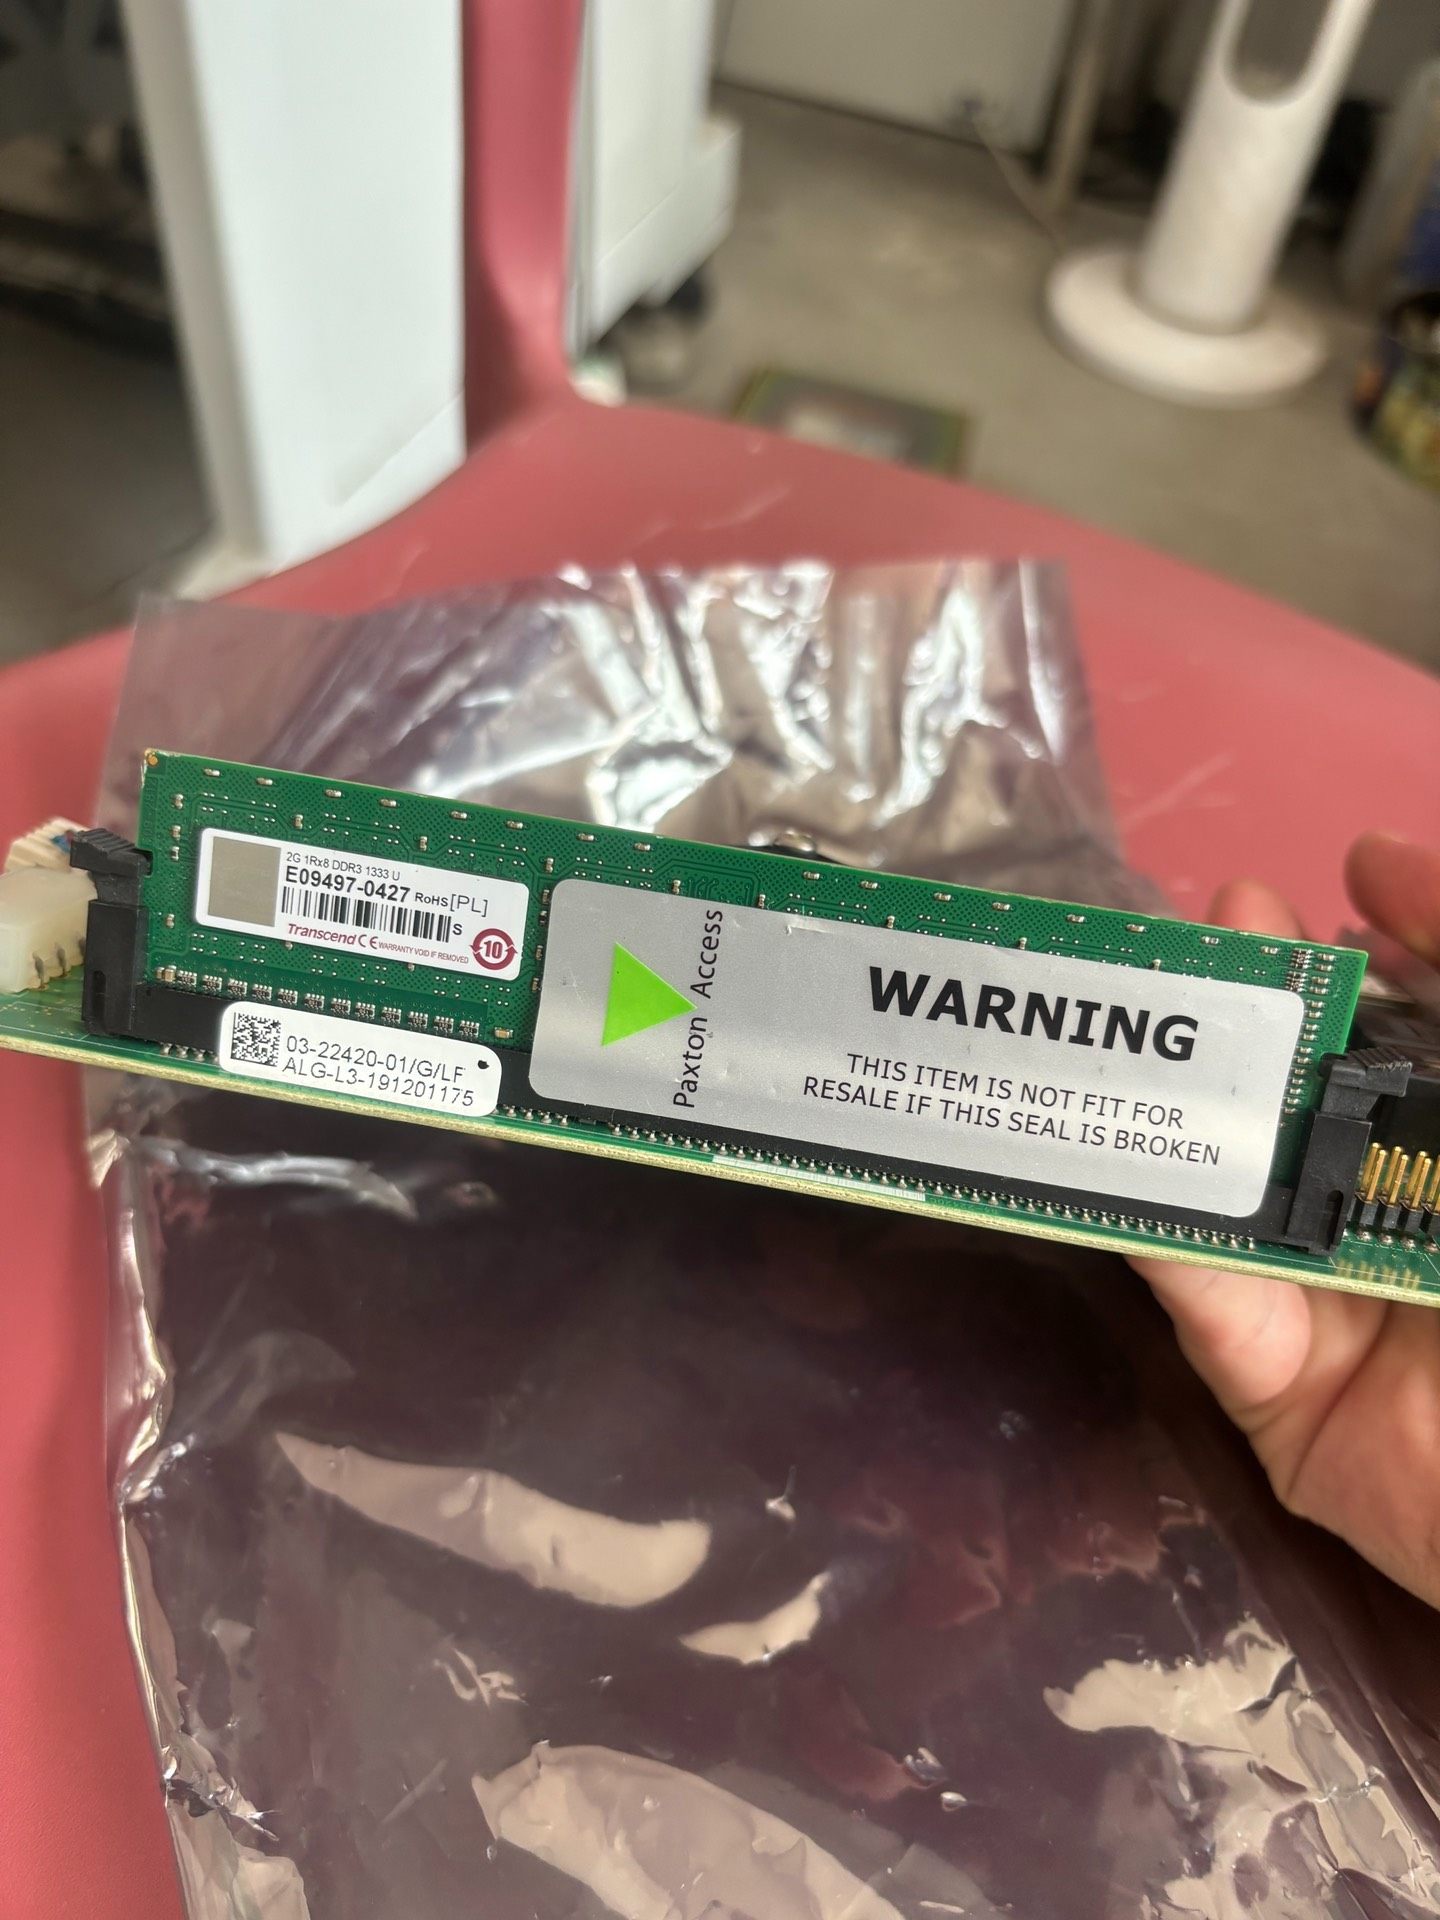 2G 1Rx8 DDR3 1333 U
E09497-0427 RoHS[PL]
S
Transcend CE WARRANTY VOID IF REMOVED
10
03-22420-01/G/LF
ALG-L3-191201175
Paxton Access
WARNING
THIS ITEM IS NOT FIT FOR
RESALE IF THIS SEAL IS BROKEN